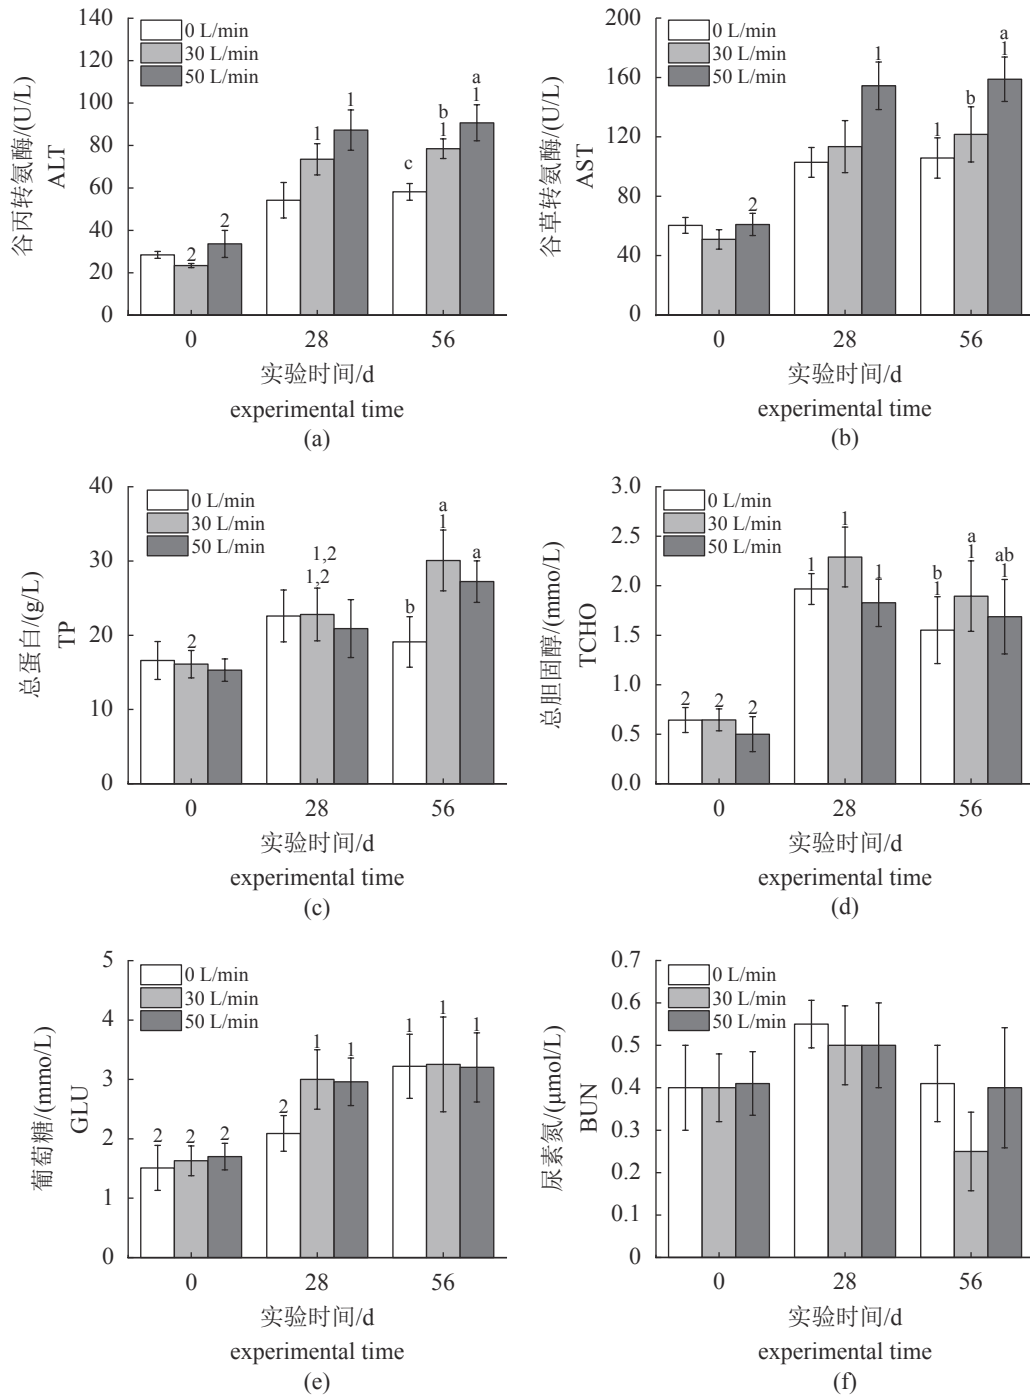 140
120
100
80
60
40
20
0
谷丙转氨酶/(U/L)
ALT
0 L/min
30 L/min
50 L/min
2
2
1
1
c
b
1
a
1
0
28
56
实验时间/d
experimental time
(a)
200
160
120
80
40
0
谷草转氨酶/(U/L)
AST
0 L/min
30 L/min
50 L/min
2
1
1
b
a
1
0
28
56
实验时间/d
experimental time
(b)
40
30
20
10
0
总蛋白/(g/L)
TP
0 L/min
30 L/min
50 L/min
2
1,2
1,2
b
a
1
a
0
28
56
实验时间/d
experimental time
(c)
3.0
2.5
2.0
1.5
1.0
0.5
0.0
总胆固醇/(mmo/L)
TCHO
0 L/min
30 L/min
50 L/min
2
2
2
1
1
1
b
1
a
1
ab
1
0
28
56
实验时间/d
experimental time
(d)
5
4
3
2
1
0
葡萄糖/(mmo/L)
GLU
0 L/min
30 L/min
50 L/min
2
2
2
2
1
1
1
1
1
0
28
56
实验时间/d
experimental time
(e)
0.7
0.6
0.5
0.4
0.3
0.2
0.1
0
尿素氮/(μmol/L)
BUN
0 L/min
30 L/min
50 L/min
0
28
56
实验时间/d
experimental time
(f)